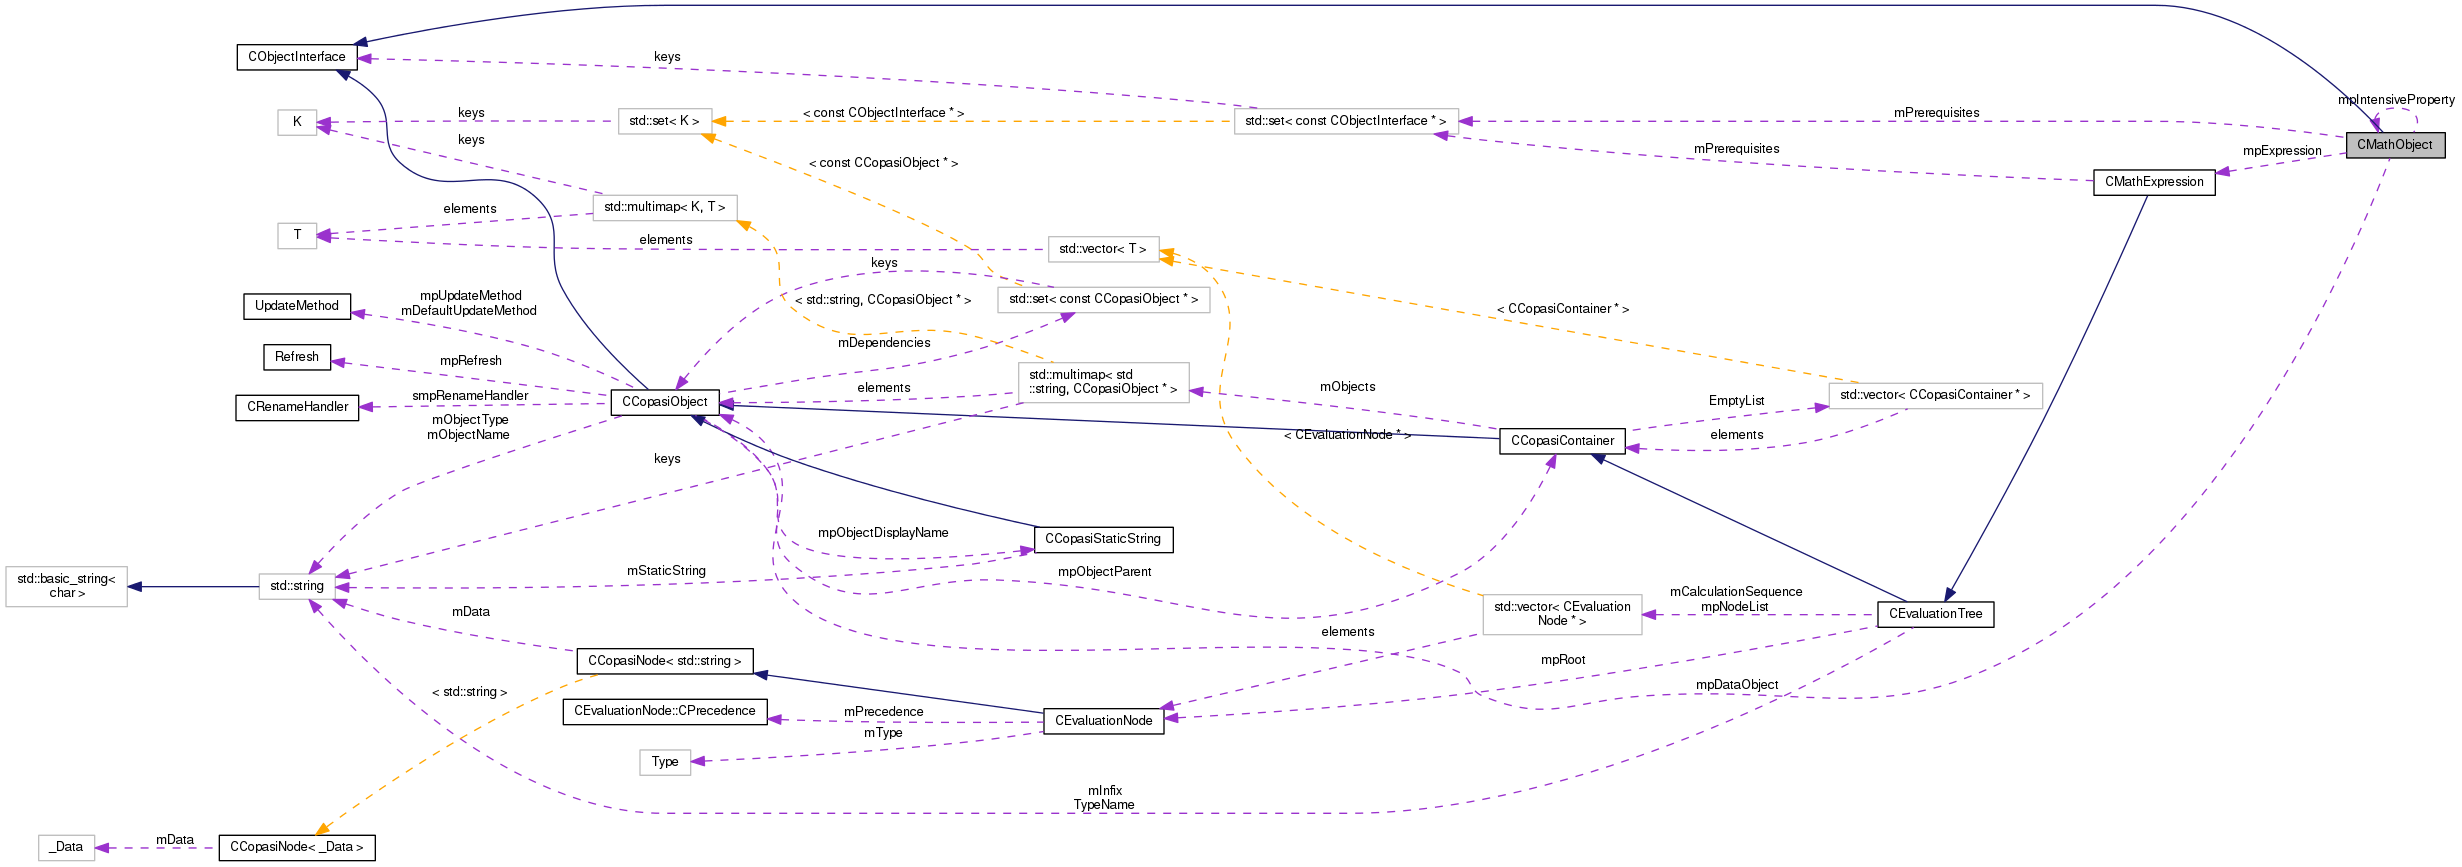 CObjectInterface
keys
mpIntensiveProperty
K
keys
std::set< K >
< const CObjectInterface * >
std::set< const CObjectInterface * >
mPrerequisites
CMathObject
keys
< const CCopasiObject * >
mPrerequisites
mpExpression
CMathExpression
std::multimap< K, T >
elements
T
elements
std::vector< T >
keys
std::set< const CCopasiObject * >
UpdateMethod
mpUpdateMethod
mDefaultUpdateMethod
< std::string, CCopasiObject * >
< CCopasiContainer * >
Refresh
mpRefresh
mDependencies
CRenameHandler
smpRenameHandler
CCopasiObject
elements
std::multimap< std
::string, CCopasiObject * >
mObjects
EmptyList
std::vector< CCopasiContainer * >
mObjectType
mObjectName
< CEvaluationNode * >
CCopasiContainer
elements
keys
mpObjectDisplayName
CCopasiStaticString
std::basic_string<
char >
std::string
mStaticString
mpObjectParent
mData
std::vector< CEvaluation
Node * >
mCalculationSequence
mpNodeList
CEvaluationTree
elements
CCopasiNode< std::string >
mpRoot
< std::string >
mpDataObject
CEvaluationNode::CPrecedence
mPrecedence
CEvaluationNode
mType
Type
mInfix
TypeName
_Data
mData
CCopasiNode< _Data >